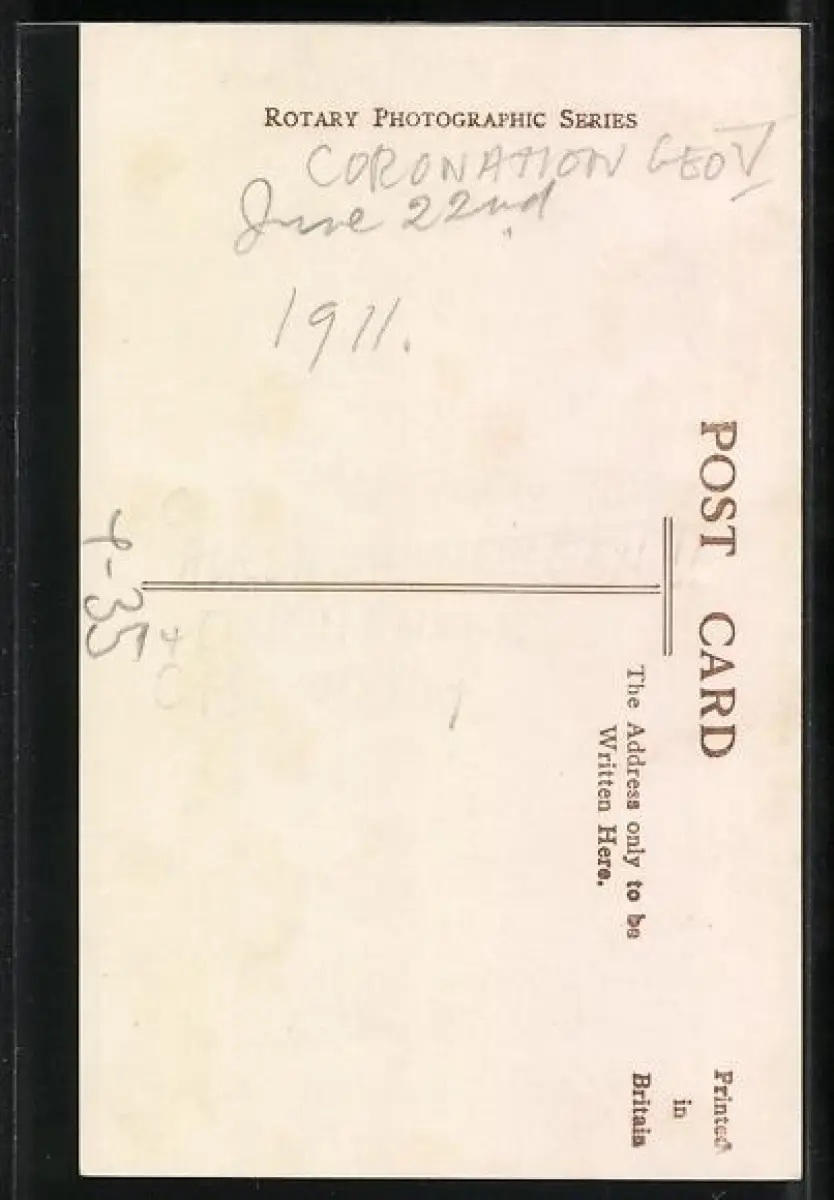 ROTARY PHOTOGRAPHIC SERIES
CORONATION GEO V
June 22nd
1911.
POST CARD
The Address only to be
Written Here.
Printed
in
Britain
-35